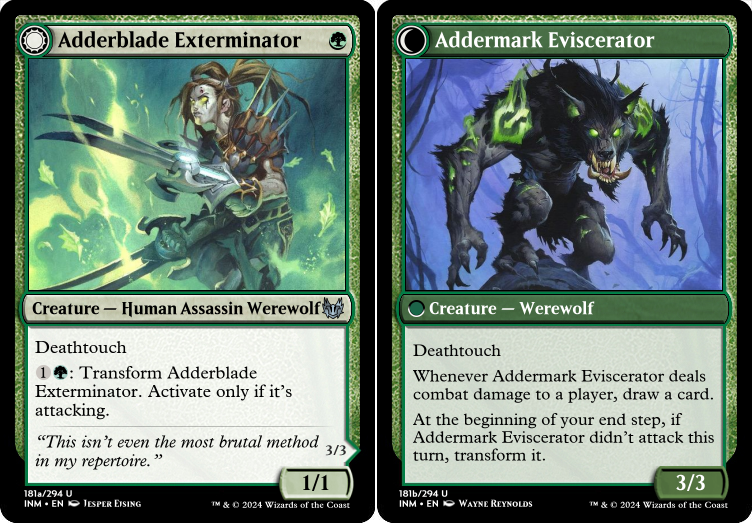 Adderblade Exterminator
Creature — Human Assassin Werewolf
Deathtouch
1: Transform Adderblade
Exterminator. Activate only if it's
attacking.
“This isn't even the most brutal method
in my repertoire.”
3/3
1/1
181a/294 U
INM • EN Jesper Eising
™ & © 2024 Wizards of the Coast
Addermark Eviscerator
Creature — Werewolf
Deathtouch
Whenever Addermark Eviscerator deals
combat damage to a player, draw a card.
At the beginning of your end step, if
Addermark Eviscerator didn't attack this
turn, transform it.
3/3
181b/294 U
INM • EN Wayne Reynolds
™ & © 2024 Wizards of the Coast